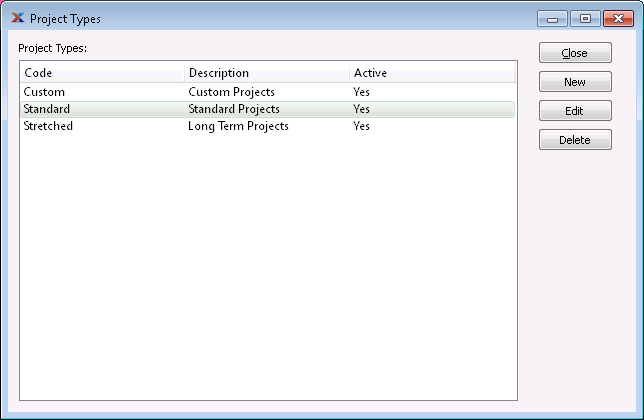 Project Types
Project Types:
Close
Code Description Active
New
Custom Custom Projects Yes
Standard Standard Projects Yes
Edit
Stretched Long Term Projects Yes
Delete